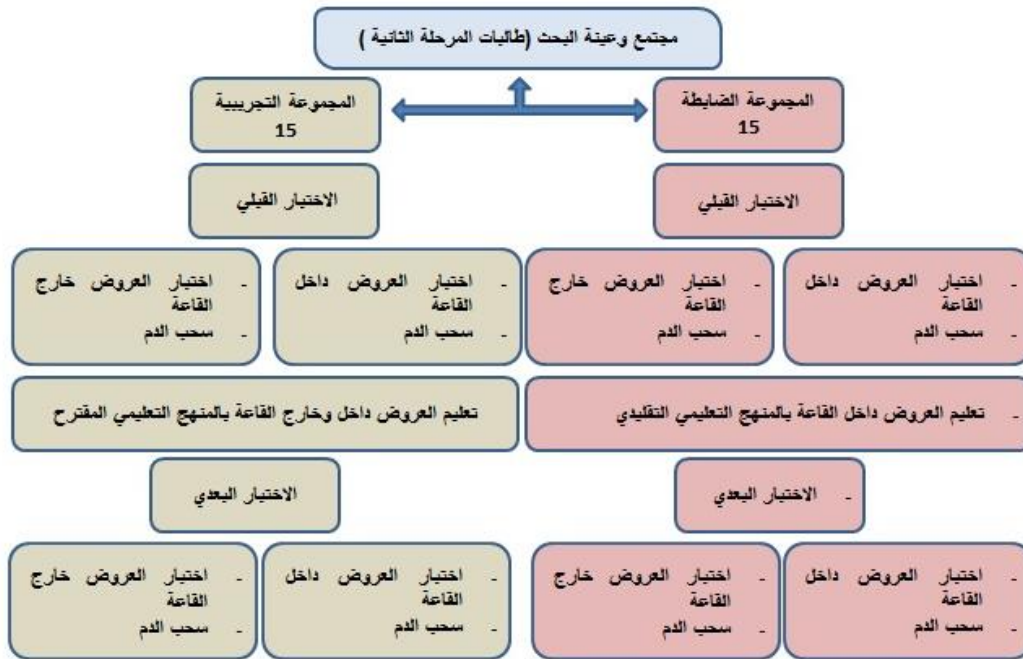 مجتمع وعينة البحث (طالبات المرحلة الثانية )
المجموعة الضابطة
15
المجموعة التجريبية
15
الاختبار القبلي
الاختبار القبلي
- اختبار العروض داخل
القاعة
- سحب الدم
- اختبار العروض خارج
القاعة
- سحب الدم
- اختبار العروض داخل
القاعة
- سحب الدم
- اختبار العروض خارج
القاعة
- سحب الدم
- تعليم العروض داخل القاعة بالمنهج التعليمي التقليدي
تعليم العروض داخل وخارج القاعة بالمنهج التعليمي المقترح
- الاختبار البعدي
الاختبار البعدي
- اختبار العروض داخل
القاعة
- سحب الدم
- اختبار العروض خارج
القاعة
- سحب الدم
- اختبار العروض داخل
القاعة
- سحب الدم
- اختبار العروض خارج
القاعة
- سحب الدم